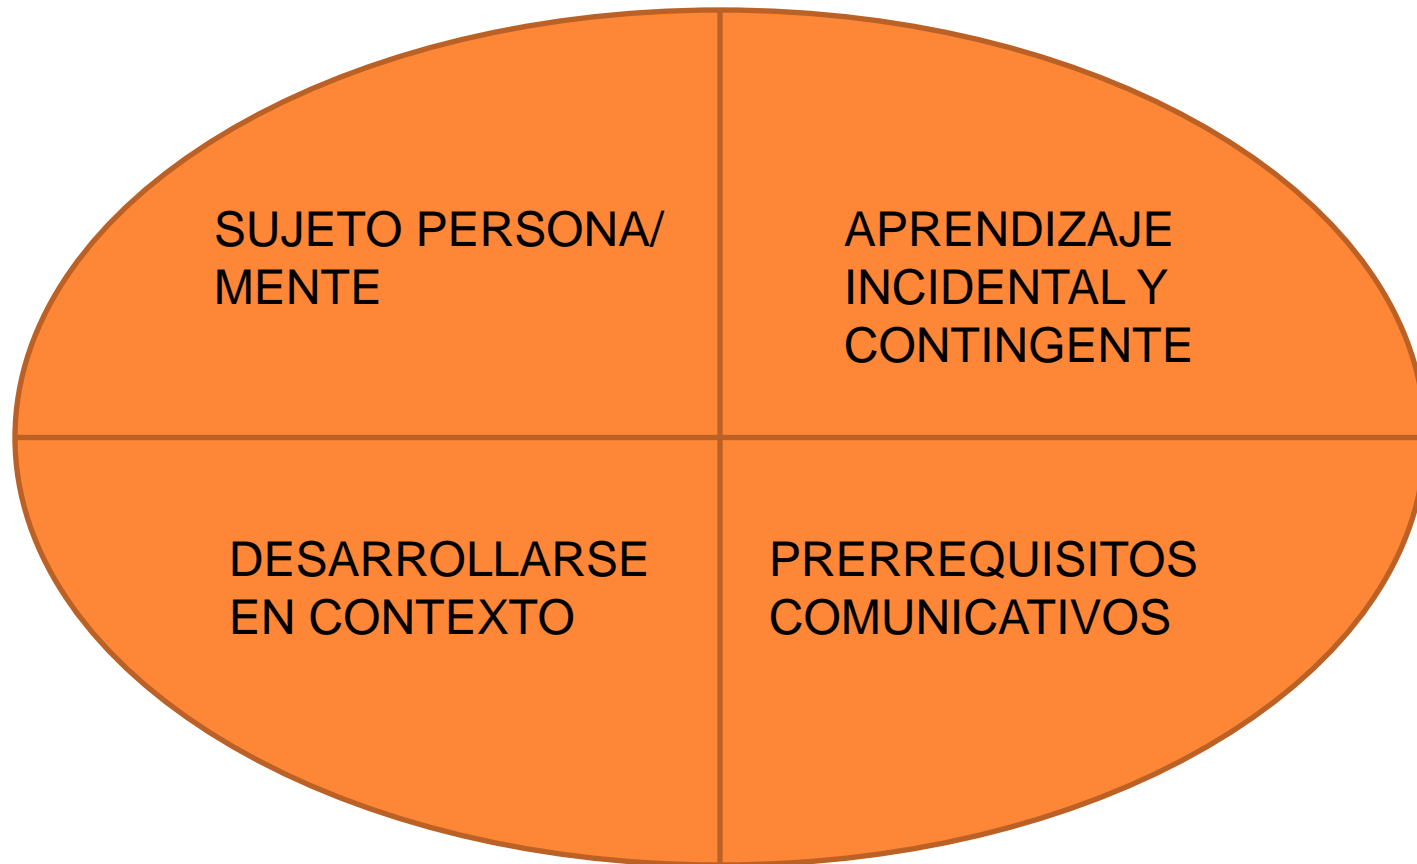 SUJETO PERSONA/
MENTE
APRENDIZAJE
INCIDENTAL Y
CONTINGENTE
DESARROLLARSE
EN CONTEXTO
PRERREQUISITOS
COMUNICATIVOS